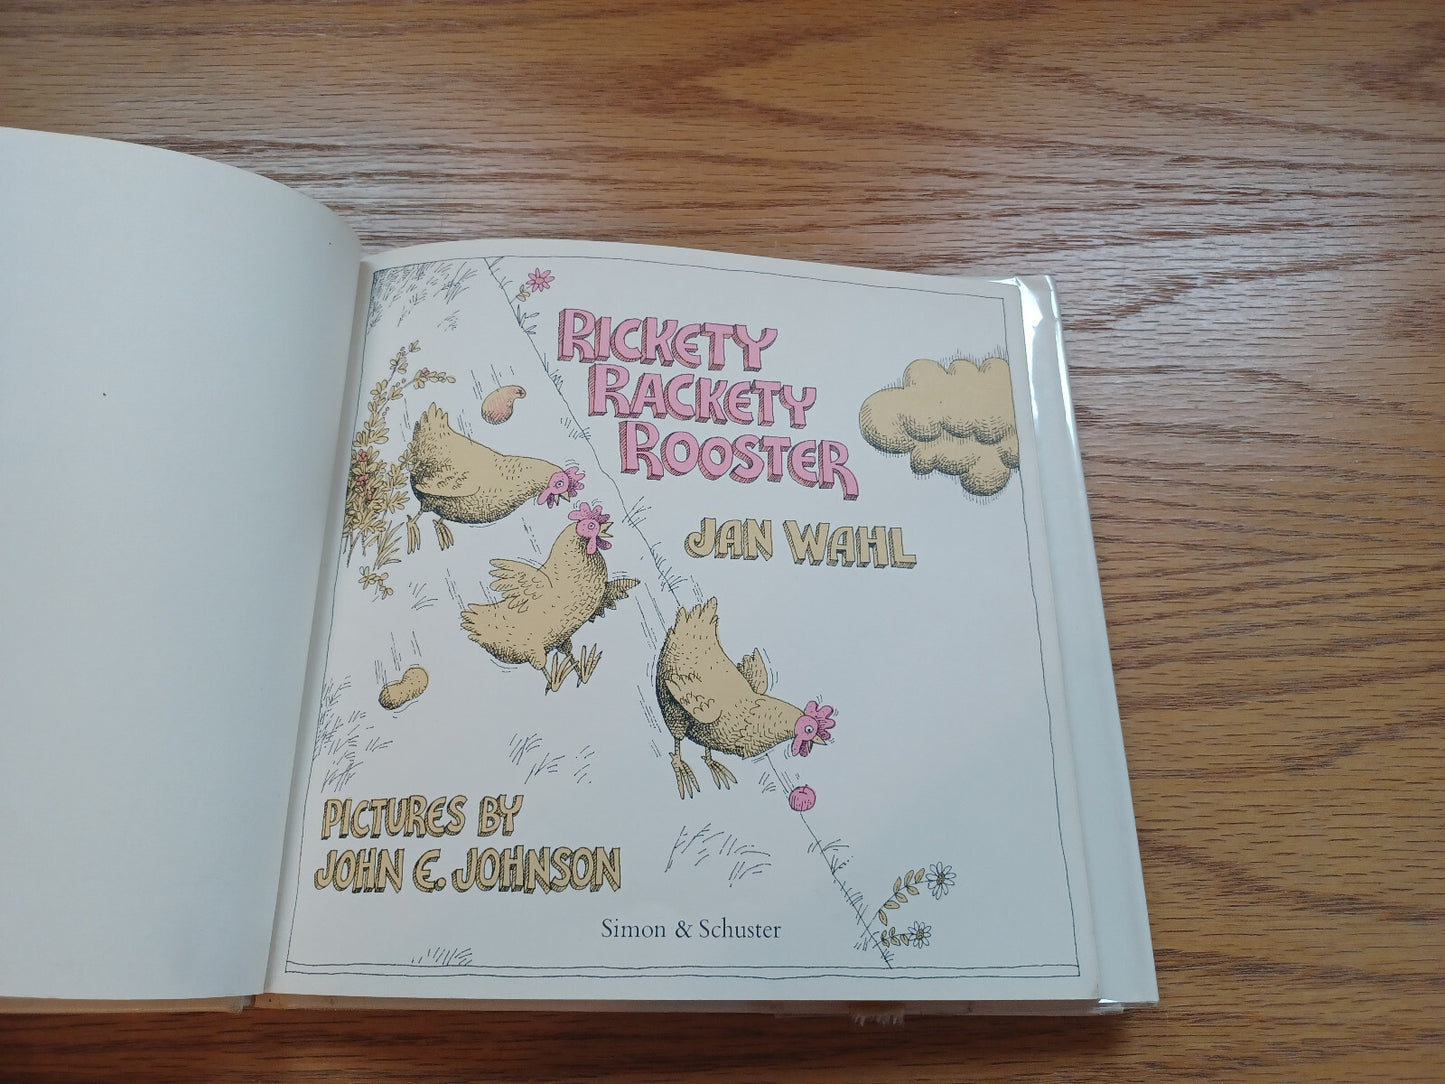 RICKETY
RACKETY
ROOSTER
JAN WAHL
PICTURES BY
JOHN E. JOHNSON
Simon & Schuster